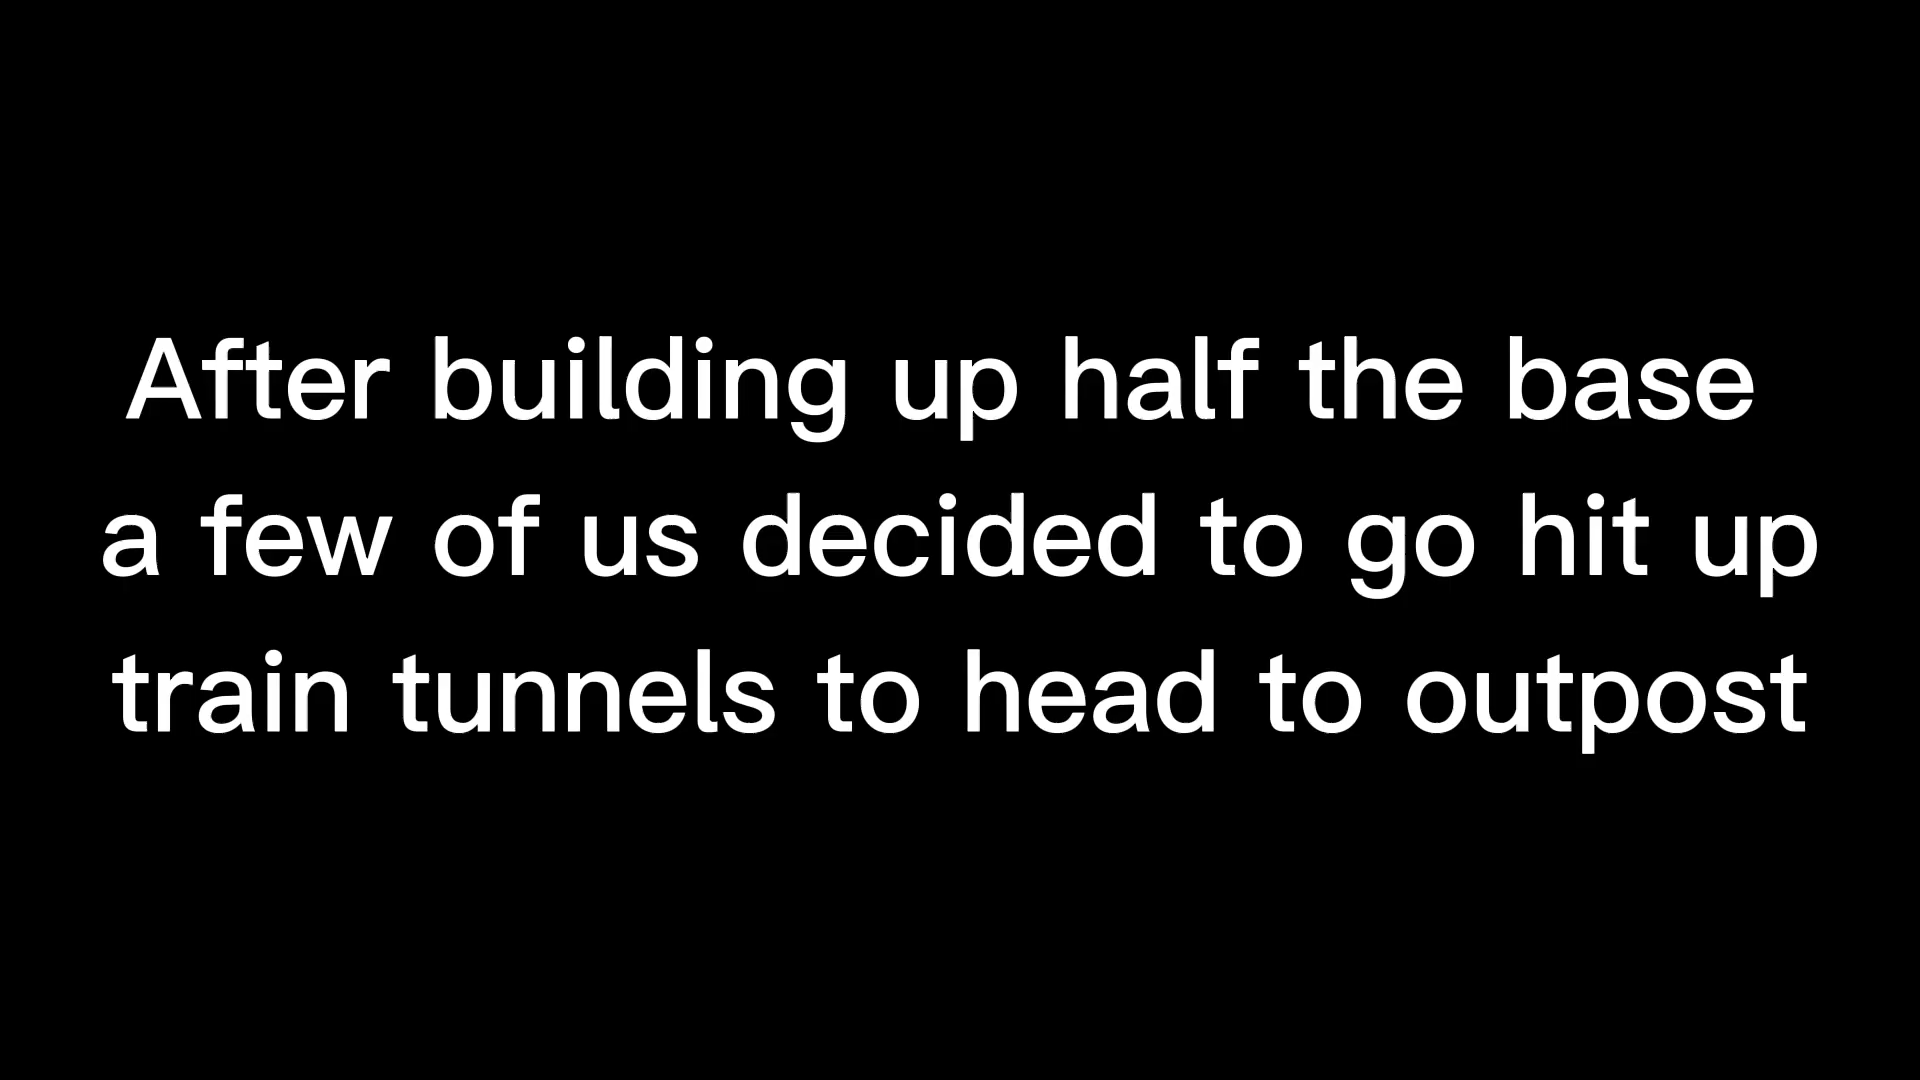 After building up half the base
a few of us decided to go hit up
train tunnels to head to outpost